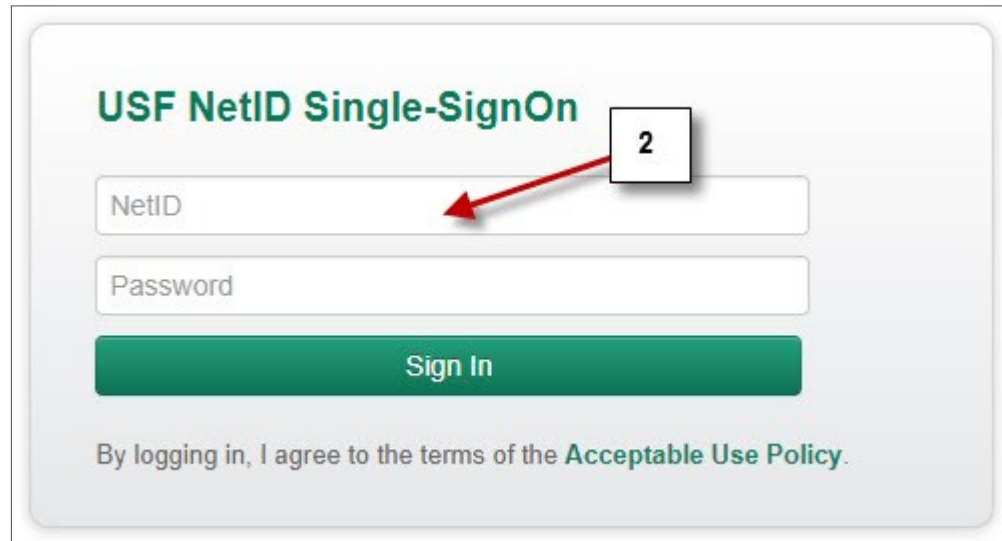 USF NetID Single-SignOn
2
NetID
Password
Sign In
By logging in, I agree to the terms of the Acceptable Use Policy.